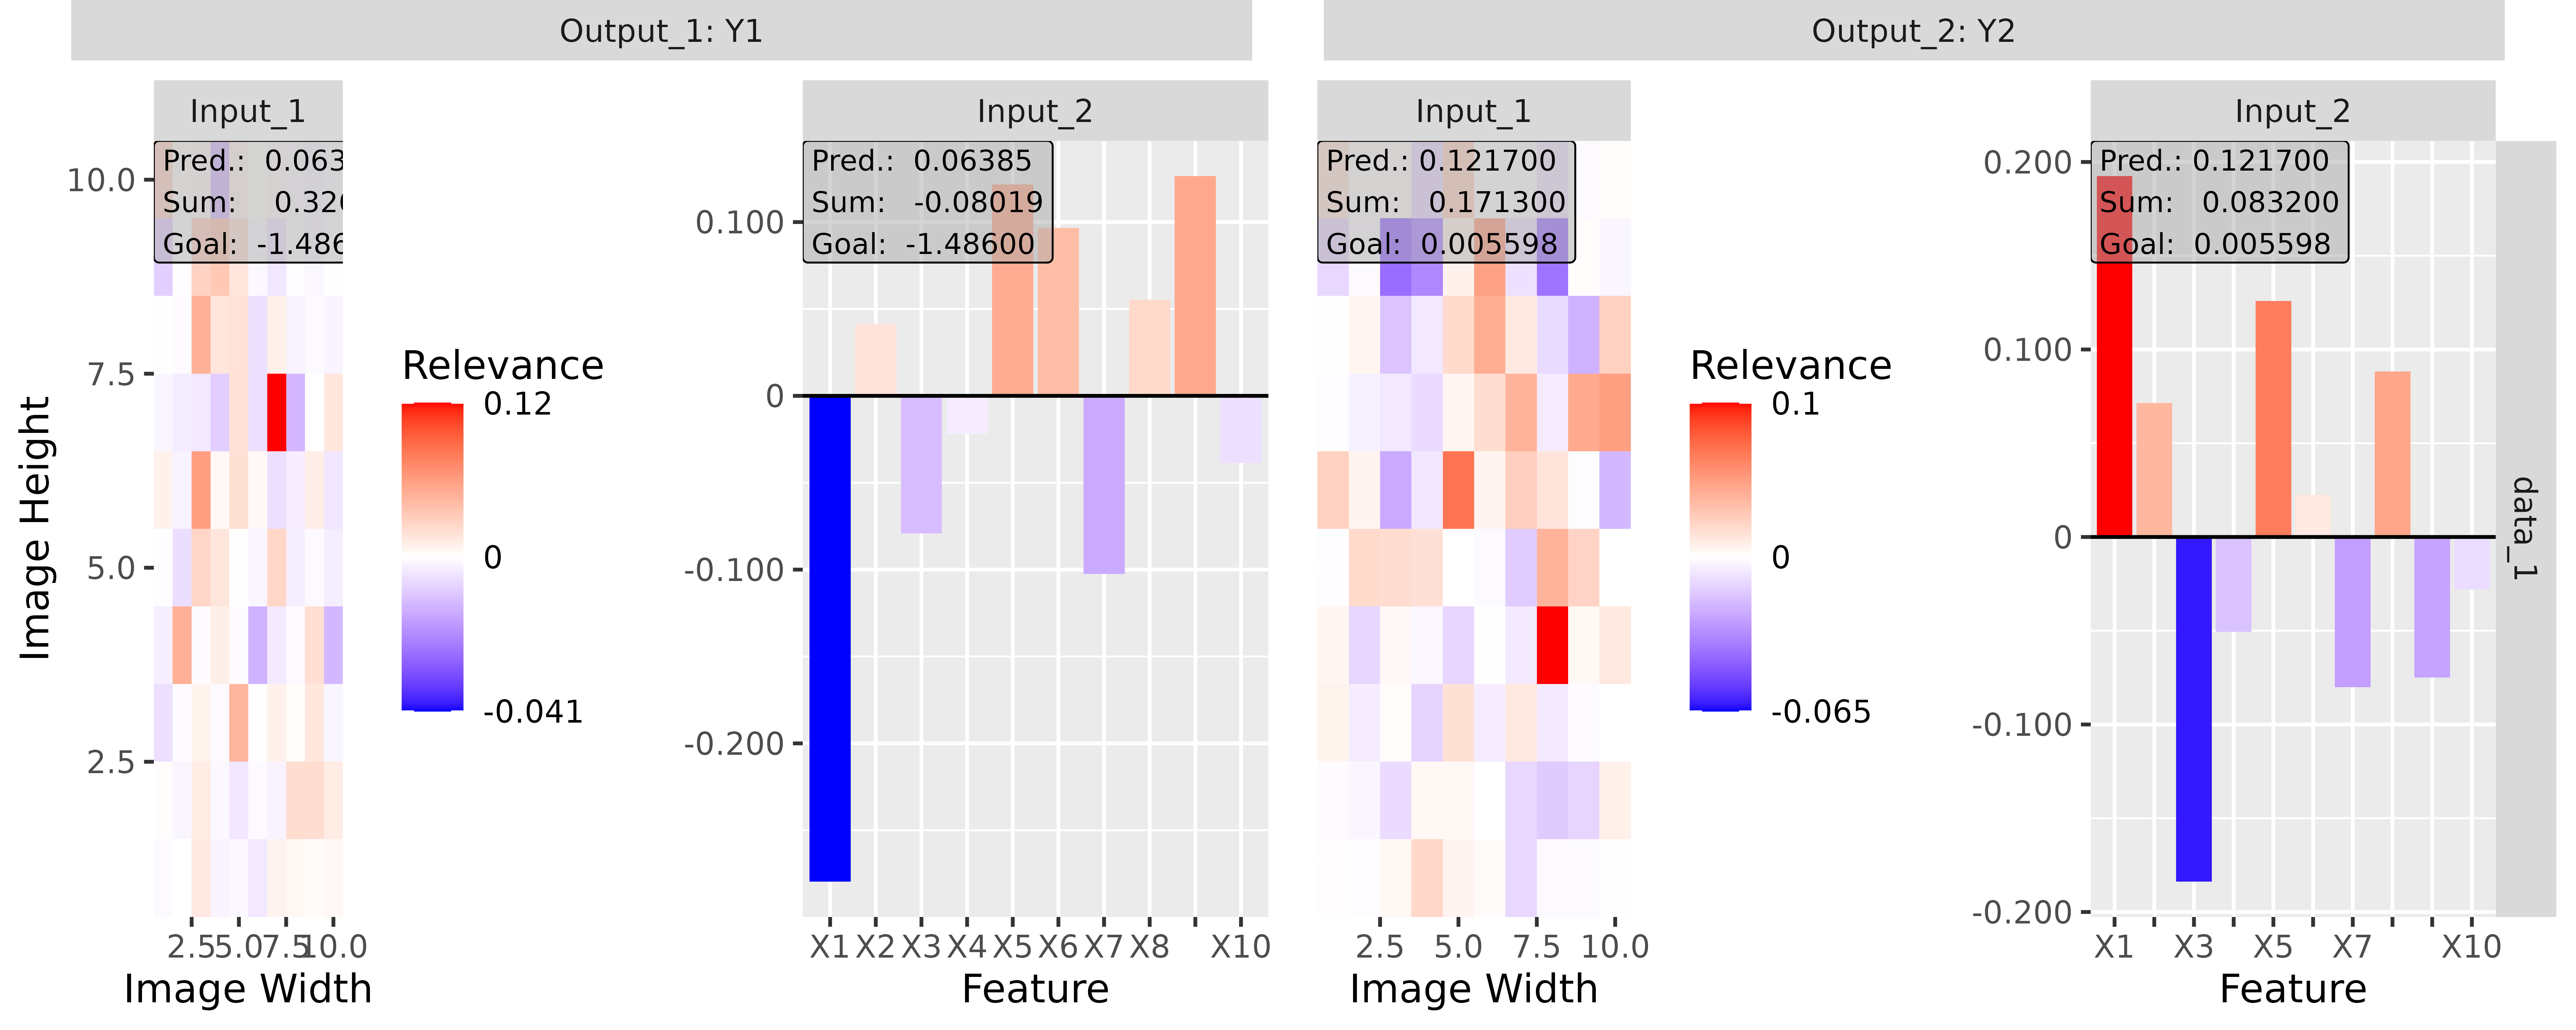 Output_1: Y1
Output_2: Y2
Input_1
Input_2
Input_1
Input_2
Pred.: 0.063
Sum: 0.320
Goal: -1.486
Pred.: 0.06385
Sum: -0.08019
Goal: -1.48600
Pred.: 0.121700
Sum: 0.171300
Goal: 0.005598
Pred.: 0.121700
Sum: 0.083200
Goal: 0.005598
Image Height
10.0
7.5
5.0
2.5
2.5 5.0 7.5 10.0
Image Width
Relevance
0.12
0
-0.041
0.100
0
-0.100
-0.200
X1 X2 X3 X4 X5 X6 X7 X8 X10
Feature
2.5 5.0 7.5 10.0
Image Width
Relevance
0.1
0
-0.065
0.200
0.100
0
-0.100
-0.200
X1 X3 X5 X7 X10
Feature
data_1